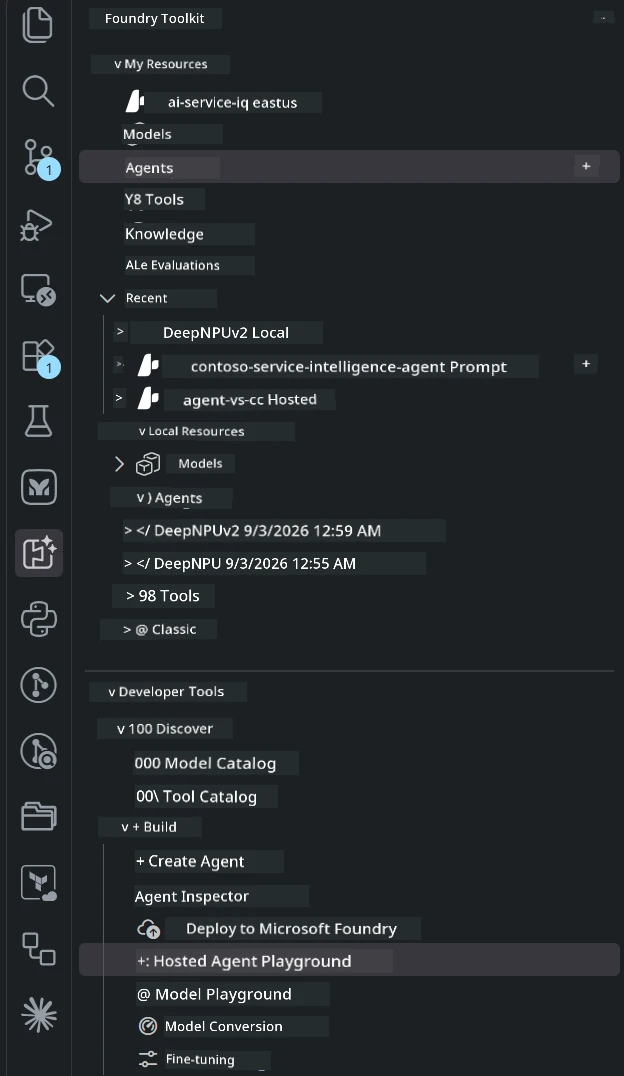 Foundry Toolkit
v My Resources
ai-service-iq eastus
Models
Agents
+
Y8 Tools
Knowledge
ALe Evaluations
Recent
> DeepNPUv2 Local
> contoso-service-intelligence-agent Prompt
+
> agent-vs-cc Hosted
v Local Resources
Models
v ) Agents
> </ DeepNPUv2 9/3/2026 12:59 AM
> </ DeepNPU 9/3/2026 12:55 AM
> 98 Tools
> @ Classic
v Developer Tools
v 100 Discover
000 Model Catalog
00\ Tool Catalog
v + Build
+ Create Agent
Agent Inspector
Deploy to Microsoft Foundry
+: Hosted Agent Playground
@ Model Playground
Model Conversion
Fine-tuning
1
1